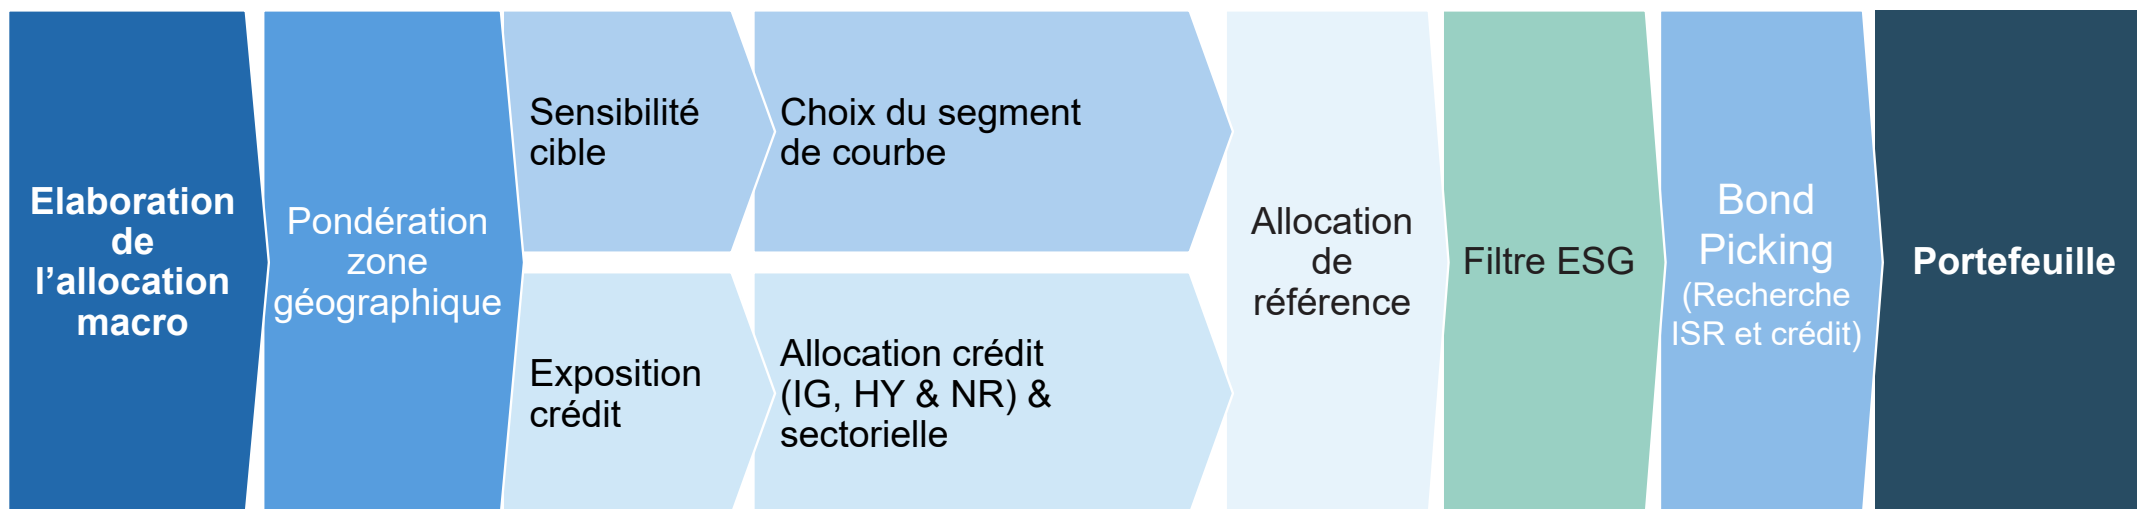 Elaboration
de
l’allocation
macro
Pondération
zone
géographique
Sensibilité
cible
Choix du segment
de courbe
Exposition
crédit
Allocation crédit
(IG, HY & NR) &
sectorielle
Allocation
de
référence
Filtre ESG
Bond
Picking
(Recherche
ISR et crédit)
Portefeuille